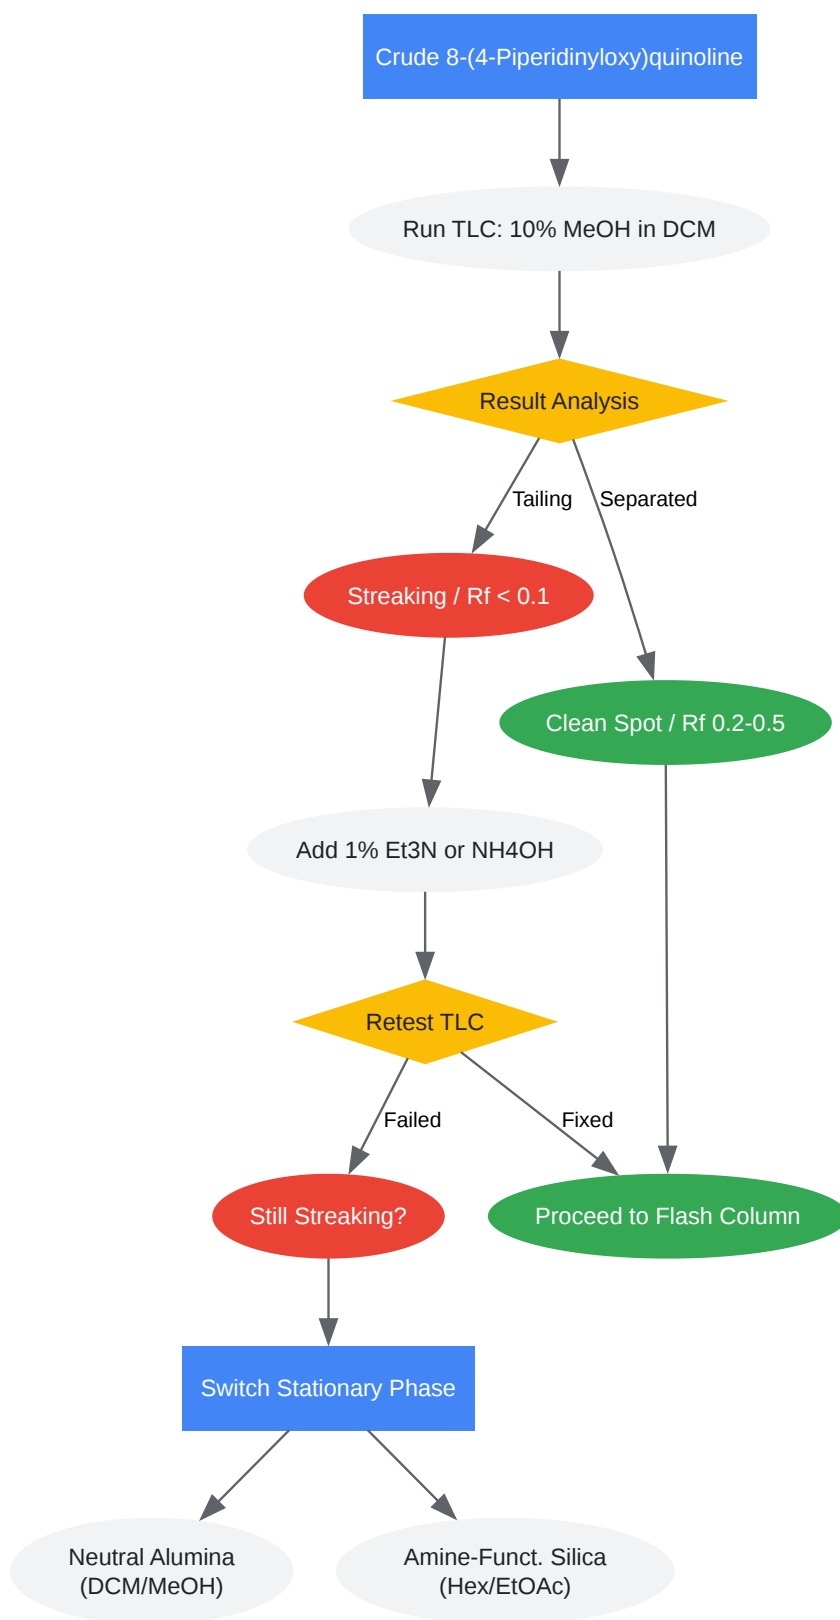 Crude 8-(4-Piperidinyloxy)quinoline
Run TLC: 10% MeOH in DCM
Result Analysis
Tailing
Separated
Streaking / Rf < 0.1
Clean Spot / Rf 0.2-0.5
Add 1% Et3N or NH4OH
Retest TLC
Failed
Fixed
Still Streaking?
Proceed to Flash Column
Switch Stationary Phase
Neutral Alumina
(DCM/MeOH)
Amine-Funct. Silica
(Hex/EtOAc)